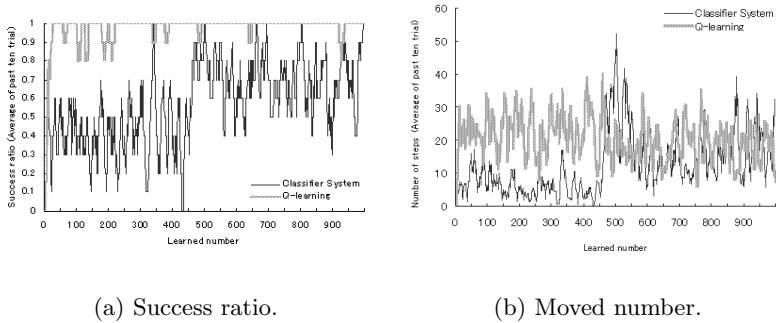 Success ratio (Average of past ten trial)
1
0.9
0.8
0.7
0.6
0.5
0.4
0.3
0.2
0.1
0
0 100 200 300 400 500 600 700 800 900
Learned number
Classifier System
Q-learning
(a) Success ratio.
Number of steps (Average of past ten trial)
60
50
40
30
20
10
0
0 100 200 300 400 500 600 700 800 900
Learned number
Classifier System
Q-learning
(b) Moved number.